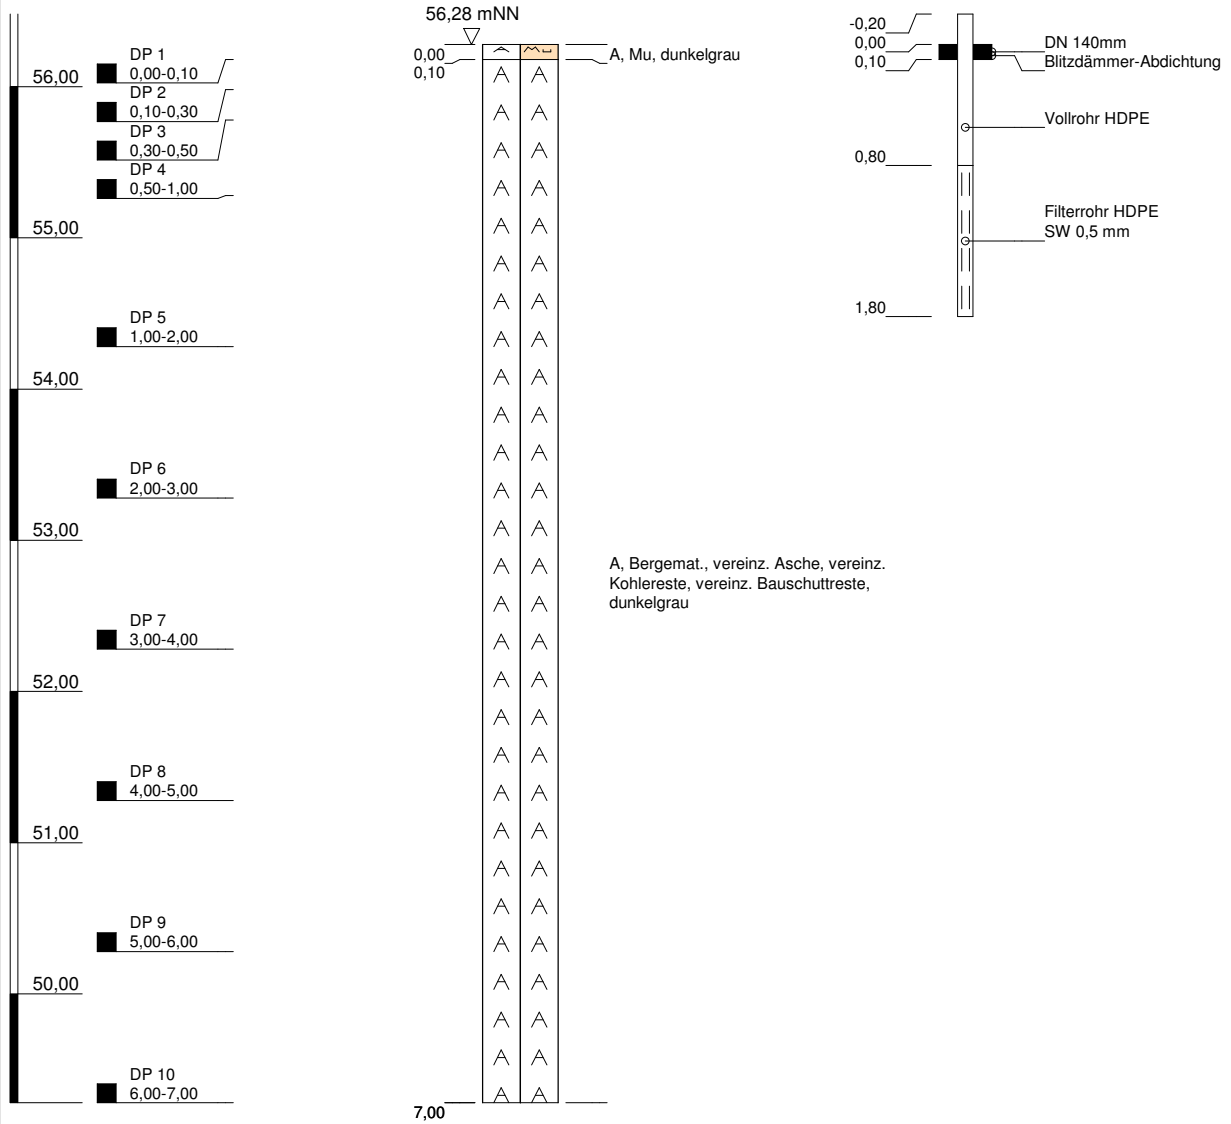 56,28 mNN
56,00
55,00
54,00
53,00
52,00
51,00
50,00
DP 1
0,00-0,10
DP 2
0,10-0,30
DP 3
0,30-0,50
DP 4
0,50-1,00
DP 5
1,00-2,00
DP 6
2,00-3,00
DP 7
3,00-4,00
DP 8
4,00-5,00
DP 9
5,00-6,00
DP 10
6,00-7,00
0,00
0,10
7,00
A, Mu, dunkelgrau
A, Bergemat., vereinz. Asche, vereinz.
Kohlereste, vereinz. Bauschuttreste,
dunkelgrau
-0,20
0,00
0,10
0,80
1,80
DN 140mm
Blitzdämmer-Abdichtung
Vollrohr HDPE
Filterrohr HDPE
SW 0,5 mm